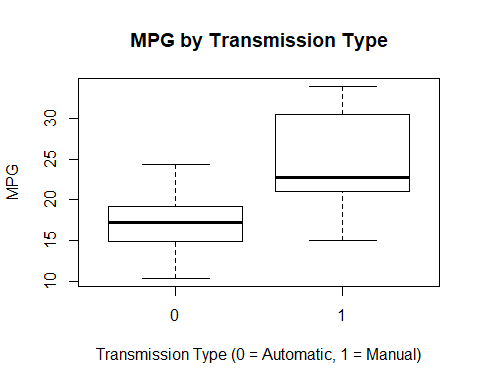 MPG by Transmission Type
MPG
30
25
20
15
10
0 1
Transmission Type (0 = Automatic, 1 = Manual)